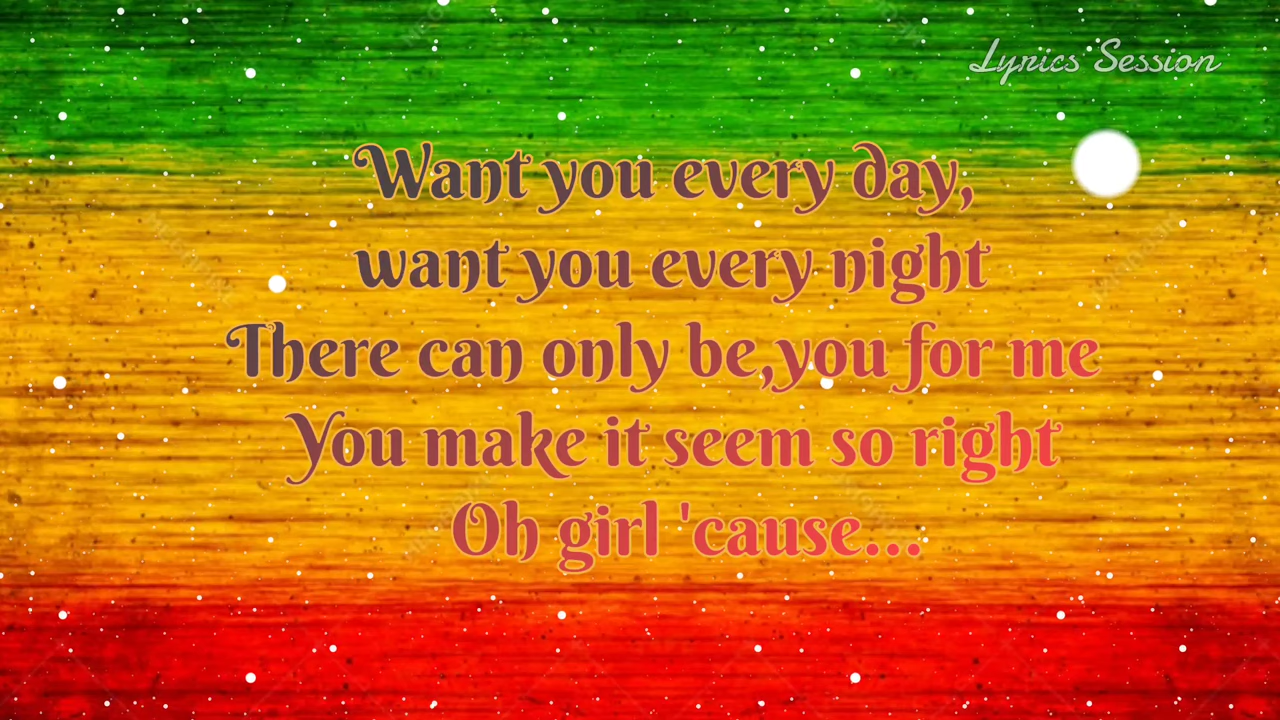 Lyrics Session
Want you every day,
want you every night
There can only be,you for me
You make it seem so right
Oh girl 'cause...